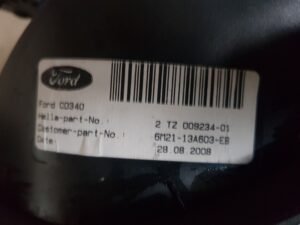 Ford
Ford CD340
Hella-part-No.: 2 TZ 009234-01
Customer-part-No.: 6M21-13A603-EB
Date: 28.08.2008